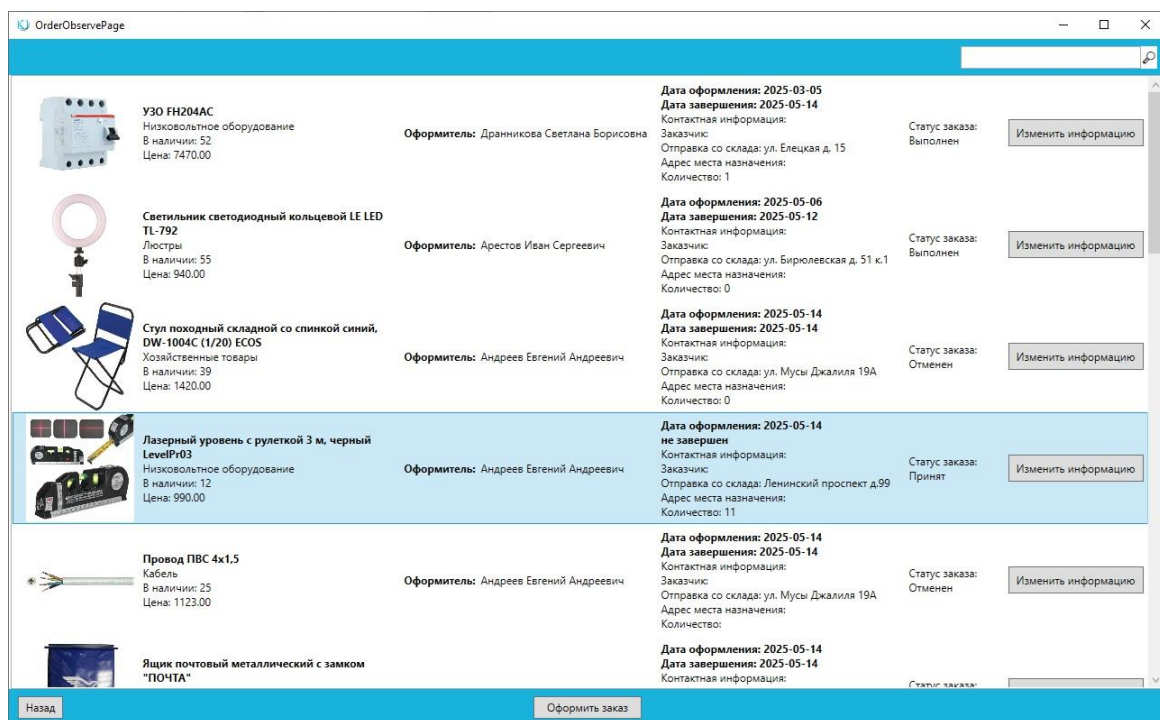 OrderObservePage
УЗО FH204AC
Низковольтное оборудование
В наличии: 52
Цена: 7470.00
Оформитель: Дранникова Светлана Борисовна
Дата оформления: 2025-03-05
Дата завершения: 2025-05-14
Контактная информация:
Заказчик:
Отправка со склада: ул. Елецкая д. 15
Адрес места назначения:
Количество: 1
Статус заказа:
Выполнен
Изменить информацию
Светильник светодиодный кольцевой LE LED
TL-792
Люстры
В наличии: 55
Цена: 940.00
Оформитель: Арестов Иван Сергеевич
Дата оформления: 2025-05-06
Дата завершения: 2025-05-12
Контактная информация:
Заказчик:
Отправка со склада: ул. Бирюлевская д. 51 к.1
Адрес места назначения:
Количество: 0
Статус заказа:
Выполнен
Изменить информацию
Стул походный складной со спинкой синий,
DW-1004C (1/20) ECOS
Хозяйственные товары
В наличии: 39
Цена: 1420.00
Оформитель: Андреев Евгений Андреевич
Дата оформления: 2025-05-14
Дата завершения: 2025-05-14
Контактная информация:
Заказчик:
Отправка со склада: ул. Мусы Джалиля 19А
Адрес места назначения:
Количество: 0
Статус заказа:
Отменен
Изменить информацию
Лазерный уровень с рулеткой 3 м, черный
LevelPr03
Низковольтное оборудование
В наличии: 12
Цена: 990.00
Оформитель: Андреев Евгений Андреевич
Дата оформления: 2025-05-14
не завершен
Контактная информация:
Заказчик:
Отправка со склада: Ленинский проспект д.99
Адрес места назначения:
Количество: 11
Статус заказа:
Принят
Изменить информацию
Провод ПВС 4х1,5
Кабель
В наличии: 25
Цена: 1123.00
Оформитель: Андреев Евгений Андреевич
Дата оформления: 2025-05-14
Дата завершения: 2025-05-14
Контактная информация:
Заказчик:
Отправка со склада: ул. Мусы Джалиля 19А
Адрес места назначения:
Количество:
Статус заказа:
Отменен
Изменить информацию
Ящик почтовый металлический с замком
"ПОЧТА"
Дата оформления: 2025-05-14
Дата завершения: 2025-05-14
Контактная информация:
Статус заказа:
Назад
Оформить заказ